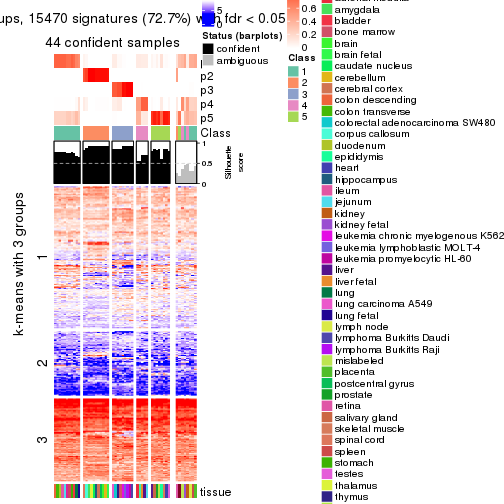 ups, 15470 signatures (72.7%) with fdr < 0.05
44 confident samples
p2
p3
p4
p5
Class
1
0.5
0
Silhouette
score
k-means with 3 groups
1
2
3
tissue
5
0
Status (barplots)
confident
ambiguous
0.6
0.4
0.2
0
Class
1
2
3
4
5
amygdala
bladder
bone marrow
brain
brain fetal
caudate nucleus
cerebellum
cerebral cortex
colon descending
colon transverse
colorectal adenocarcinoma SW480
corpus callosum
duodenum
epididymis
heart
hippocampus
ileum
jejunum
kidney
kidney fetal
leukemia chronic myelogenous K562
leukemia lymphoblastic MOLT-4
leukemia promyelocytic HL-60
liver
liver fetal
lung
lung carcinoma A549
lung fetal
lymph node
lymphoma Burkitts Daudi
lymphoma Burkitts Raji
mislabeled
placenta
postcentral gyrus
prostate
retina
salivary gland
skeletal muscle
spinal cord
spleen
stomach
testes
thalamus
thymus